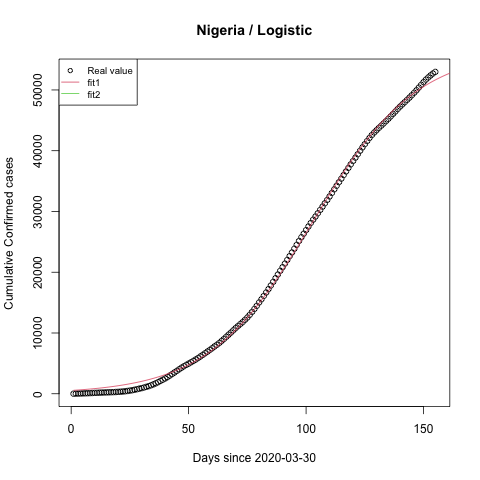 Nigeria / Logistic
Real value
fit1
fit2
Cumulative Confirmed cases
50000
40000
30000
20000
10000
0
0 50 100 150
Days since 2020-03-30